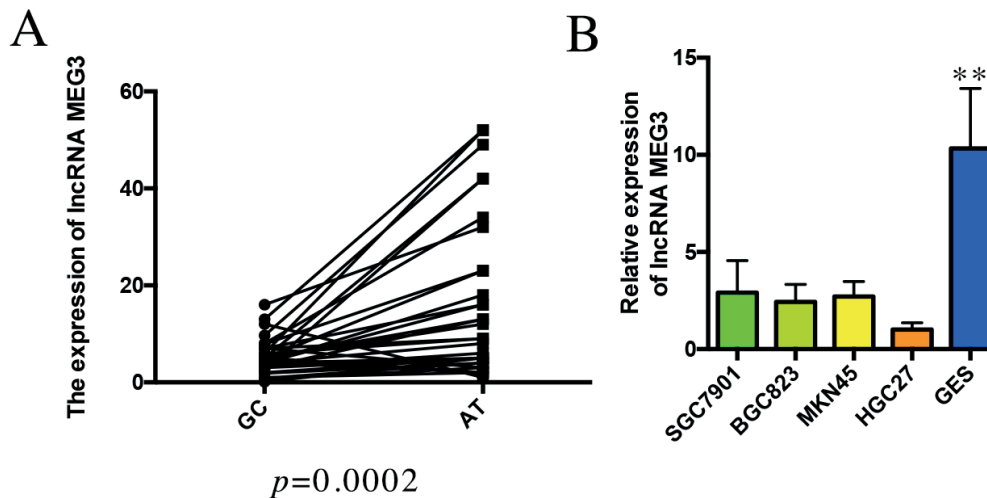 A
The expression of lncRNA MEG3
60
40
20
0
GC
AT
p=0.0002
B
Relative expression
of lncRNA MEG3
15
10
5
0
**
SGC7901
BGC823
MKN45
HGC27
GES